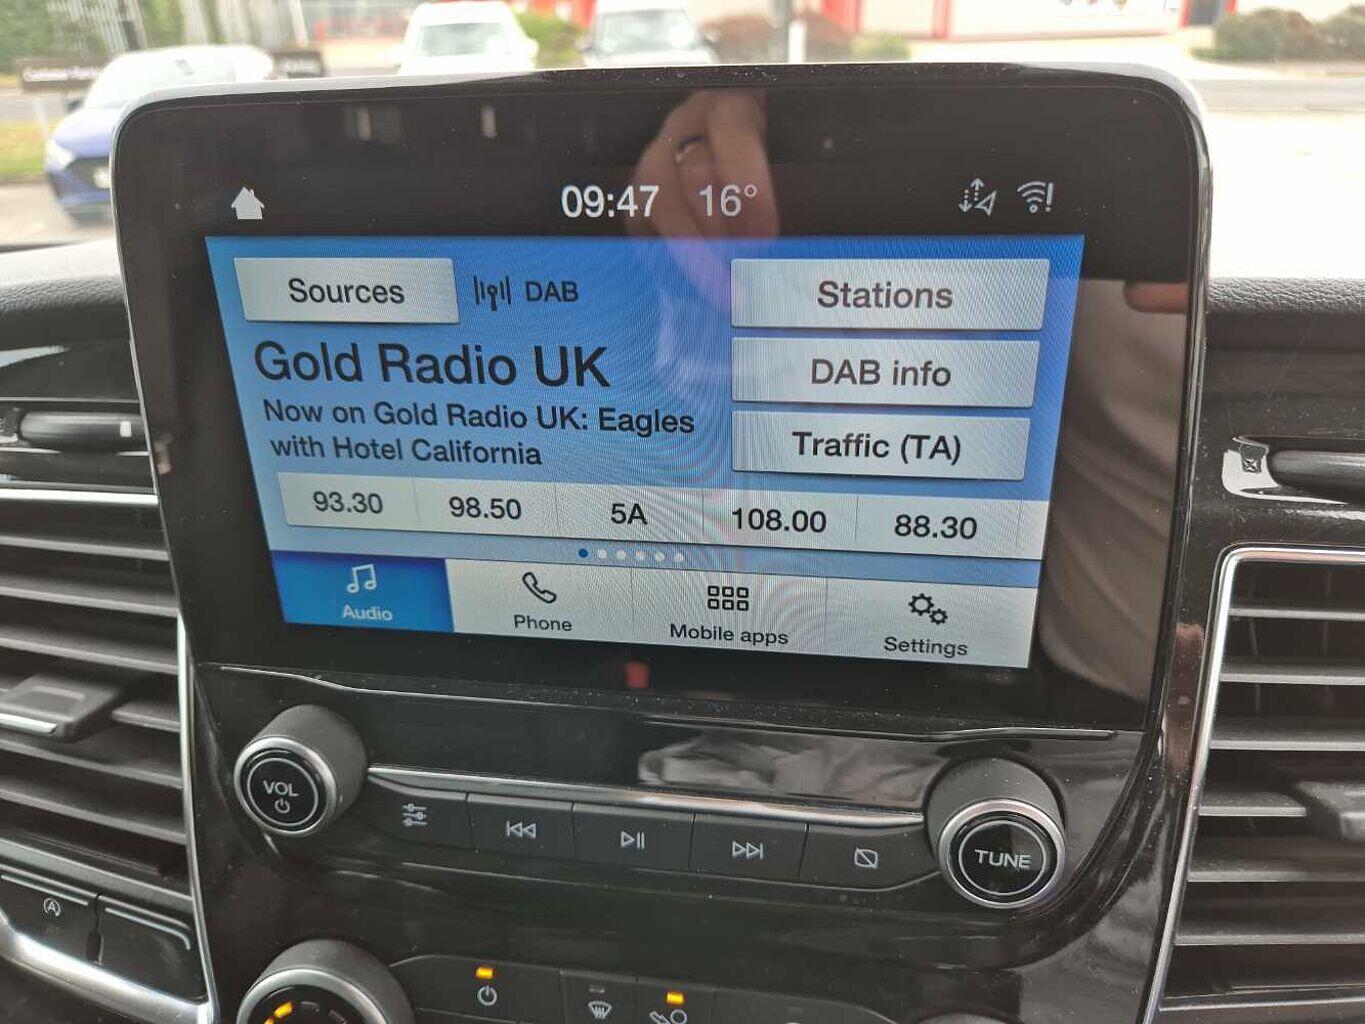 09:47 16°
Sources DAB Stations
Gold Radio UK
DAB info
Now on Gold Radio UK: Eagles
with Hotel California
Traffic (TA)
93.30 98.50 5A 108.00 88.30
Audio Phone Mobile apps Settings
VOL
TUNE